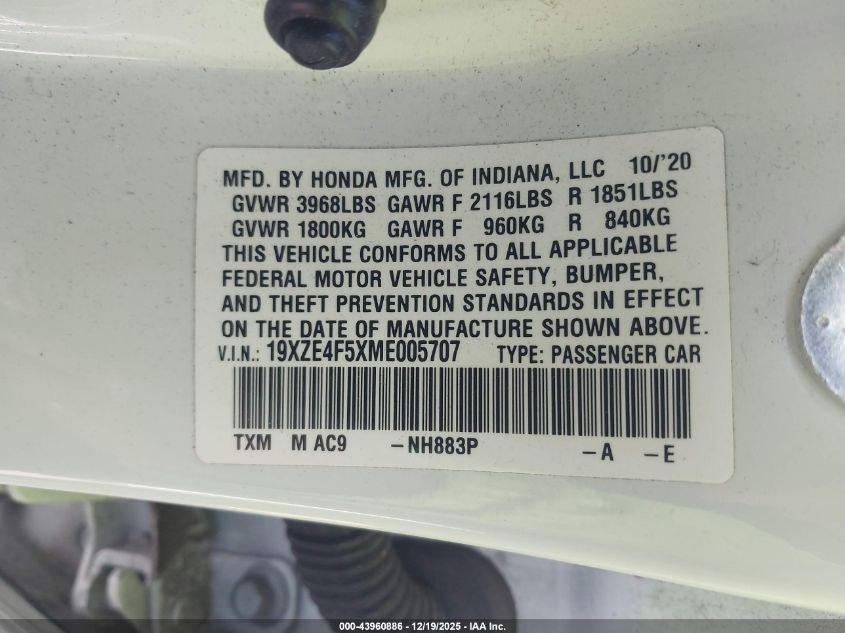 MFD. BY HONDA MFG. OF INDIANA, LLC 10/'20
GVWR 3968LBS GAWR F 2116LBS R 1851LBS
GVWR 1800KG GAWR F 960KG R 840KG
THIS VEHICLE CONFORMS TO ALL APPLICABLE
FEDERAL MOTOR VEHICLE SAFETY, BUMPER,
AND THEFT PREVENTION STANDARDS IN EFFECT
ON THE DATE OF MANUFACTURE SHOWN ABOVE.
V.I.N.: 19XZE4F5XME005707 TYPE: PASSENGER CAR
TXM M AC9 -NH883P -A -E
000-43960886 - 12/19/2025 - IAA Inc.